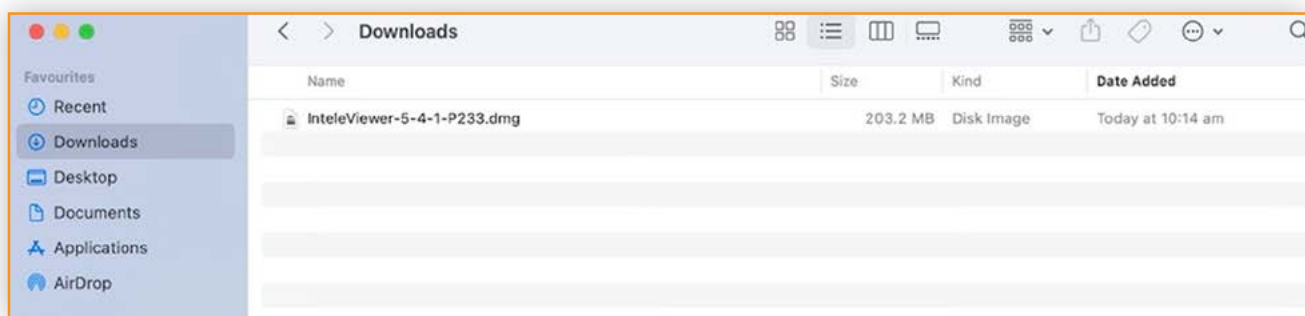 Downloads
Favourites
Recent
Downloads
Desktop
Documents
Applications
AirDrop
Name Size Kind Date Added
InteleViewer-5-4-1-P233.dmg 203.2 MB Disk Image Today at 10:14 am